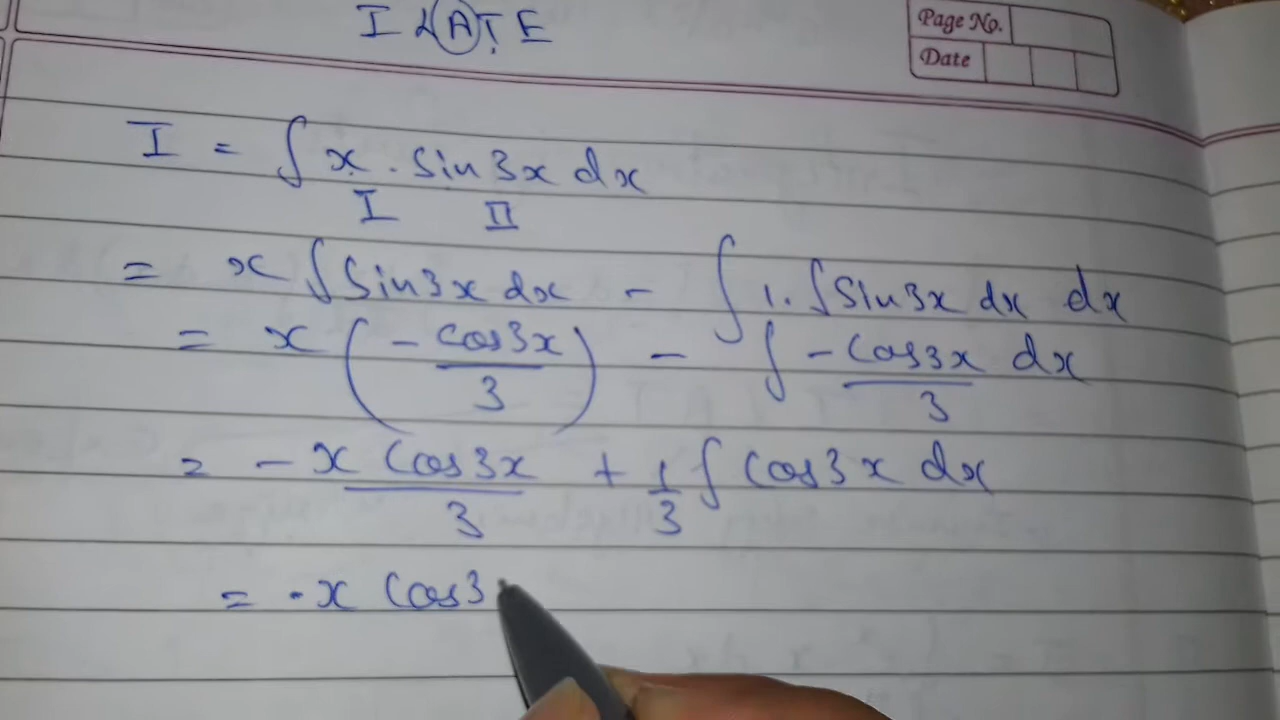 I L A T E
Page No.
Date
I = ∫ x . sin 3x dx
I II
= x ∫ sin 3x dx - ∫ 1. ∫ sin 3x dx dx
= x ( - cos 3x / 3 ) - ∫ - cos 3x / 3 dx
= - x cos 3x / 3 + 1/3 ∫ cos 3x dx
= - x cos 3